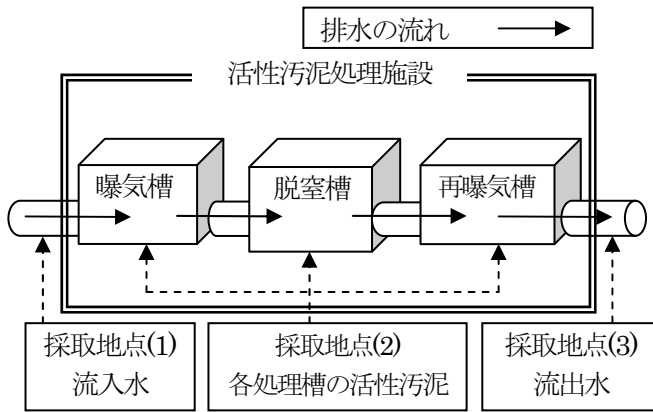 排水の流れ
活性汚泥処理施設
曝気槽
脱窒槽
再曝気槽
採取地点(1)
流入水
採取地点(2)
各処理槽の活性汚泥
採取地点(3)
流出水